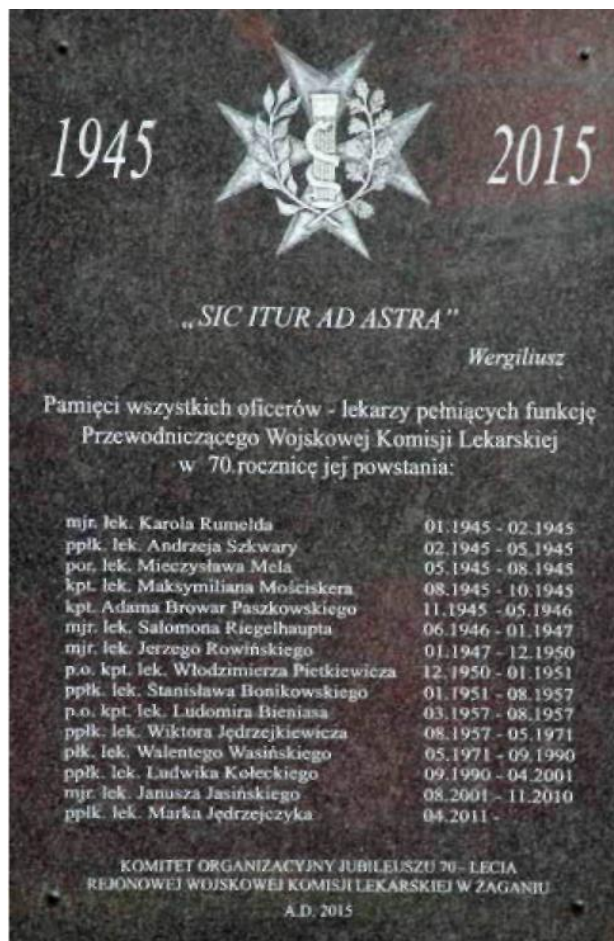 1945
2015
„SIC ITUR AD ASTRA”
Wergiliusz
Pamięci wszystkich oficerów - lekarzy pełniących funkcję
Przewodniczącego Wojskowej Komisji Lekarskiej
w 70.rocznicę jej powstania:
mjr. lek. Karola Rumelda 01.1945 - 02.1945
ppłk. lek. Andrzeja Szkwary 02.1945 - 05.1945
por. lek. Mieczysława Mela 05.1945 - 08.1945
kpt. lek. Maksymiliana Mościskera 08.1945 - 10.1945
kpt. Adama Browar Paszkowskiego 11.1945 - 05.1946
mjr. lek. Salomona Riegelhaupta 06.1946 - 01.1947
mjr. lek. Jerzego Rowińskiego 01.1947 - 12.1950
p.o. kpt. lek. Włodzimierza Pietkiewicza 12.1950 - 01.1951
ppłk. lek. Stanisława Bonikowskiego 01.1951 - 08.1957
p.o. kpt. lek. Ludomira Bieniasa 03.1957 - 08.1957
ppłk. lek. Wiktora Jędrzejkiewicza 08.1957 - 05.1971
płk. lek. Walentego Wasińskiego 05.1971 - 09.1990
ppłk. lek. Ludwika Kołeckiego 09.1990 - 04.2001
mjr. lek. Janusza Jasińskiego 08.2001 - 11.2010
ppłk. lek. Marka Jędrzejczyka 04.2011 -
KOMITET ORGANIZACYJNY JUBILEUSZU 70 - LECIA
REJONOWEJ WOJSKOWEJ KOMISJI LEKARSKIEJ W ŻAGANIU
A.D. 2015